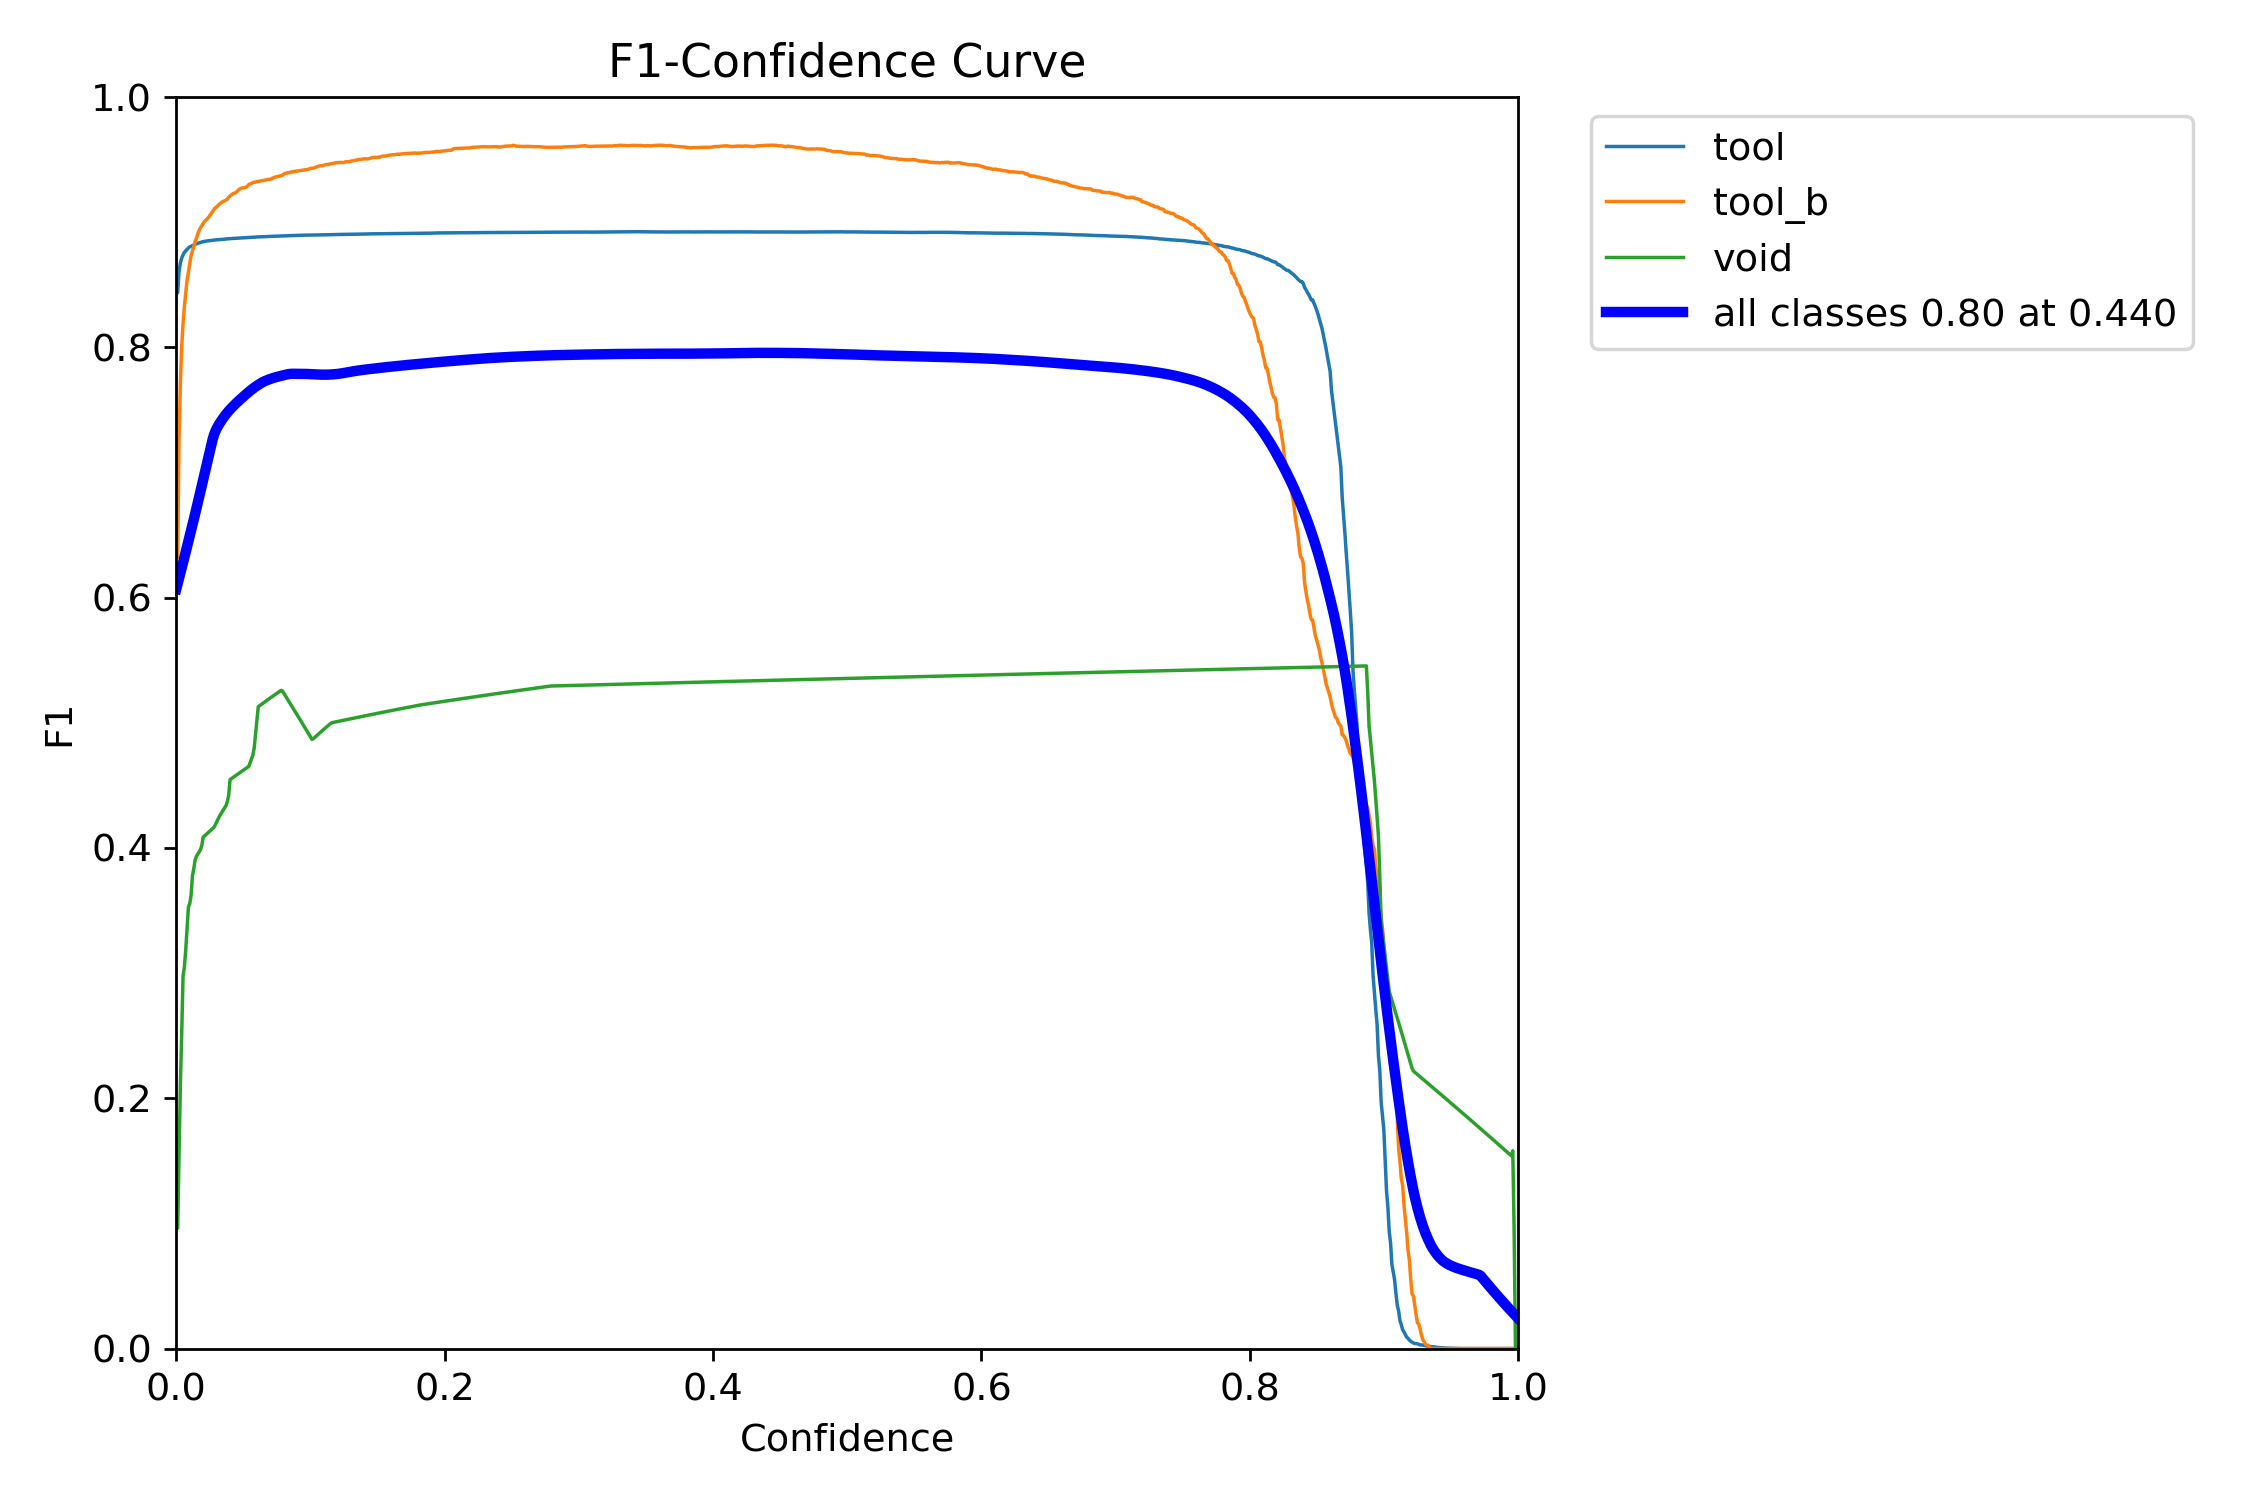 F1-Confidence Curve
1.0
0.8
0.6
0.4
0.2
0.0
F1
0.0 0.2 0.4 0.6 0.8 1.0
Confidence
tool
tool_b
void
all classes 0.80 at 0.440